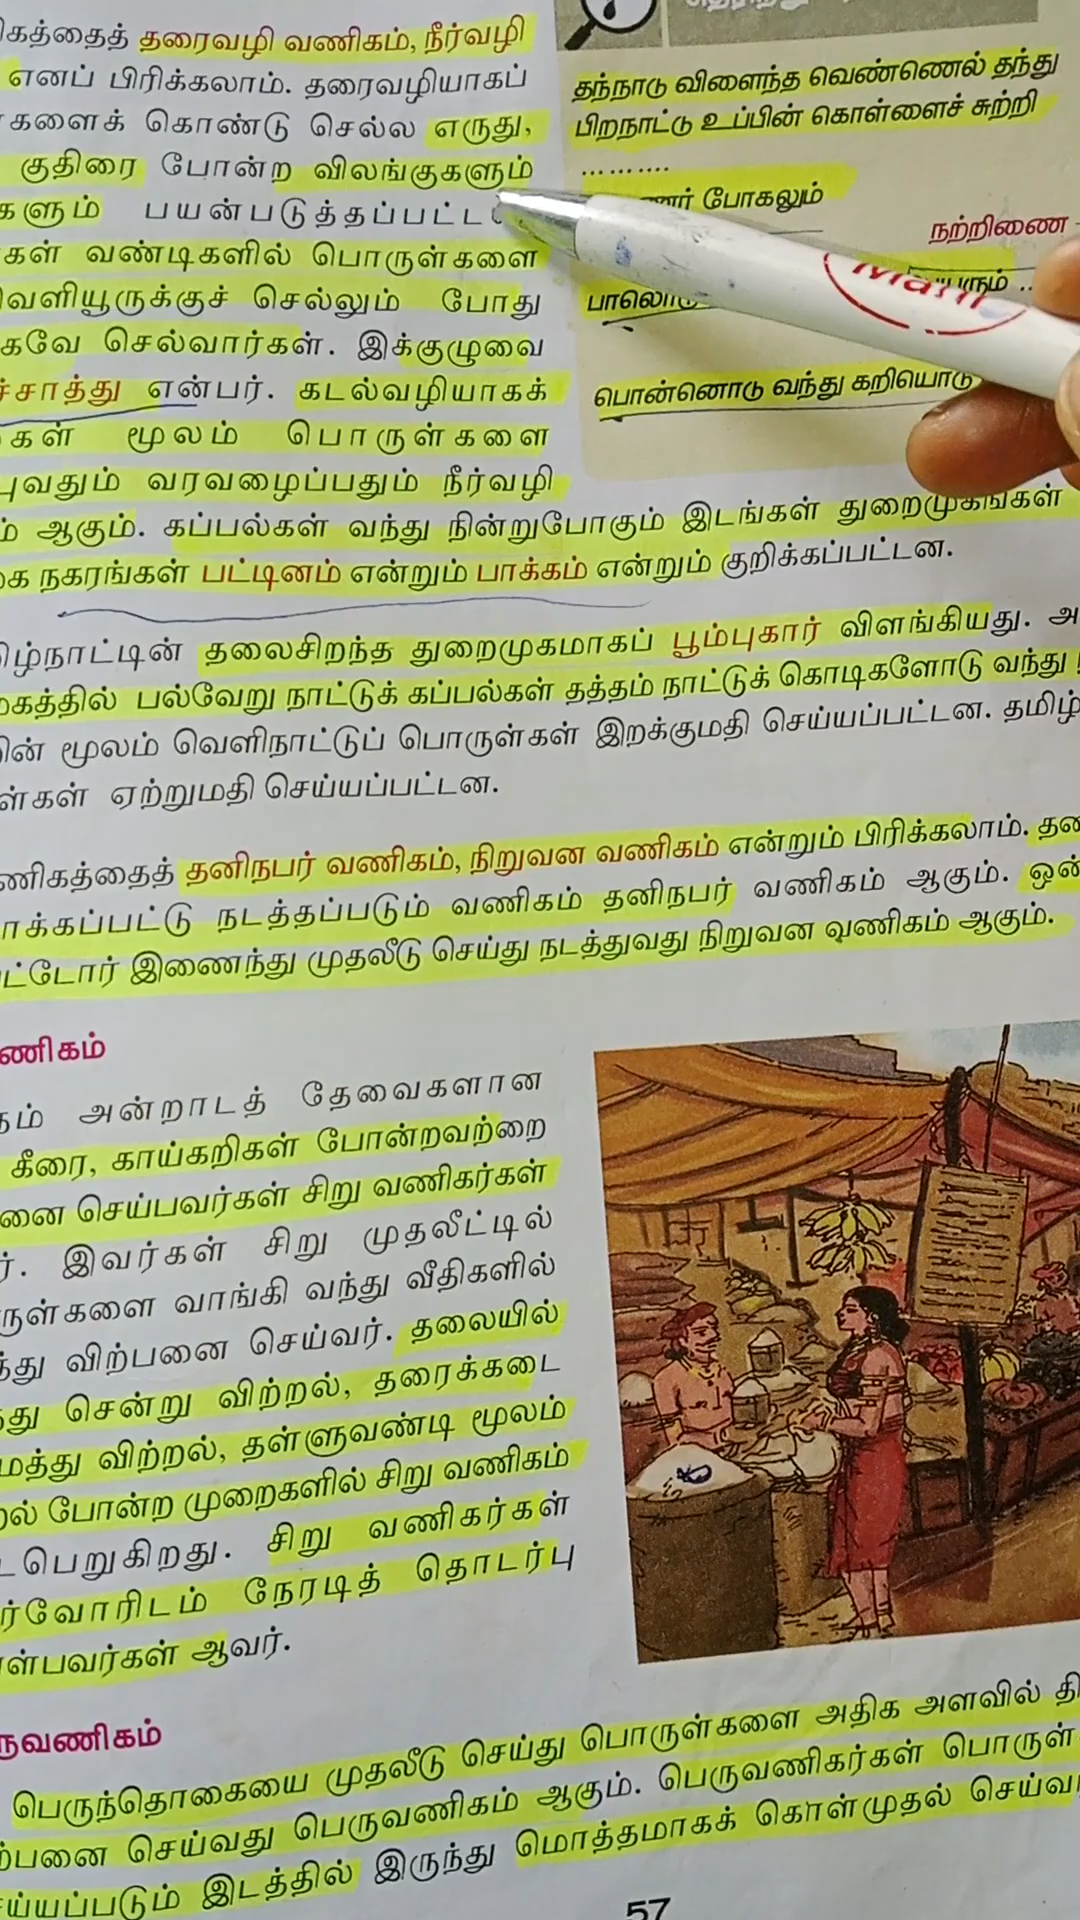 தரைவழி வணிகம், நீர்வழி
எனப் பிரிக்கலாம். தரைவழியாகப்
களைக் கொண்டு செல்ல எருது,
குதிரை போன்ற விலங்குகளும்
களும் பயன்படுத்தப்பட்ட
கள் வண்டிகளில் பொருள்களை
வெளியூருக்குச் செல்லும் போது
கவே செல்வார்கள். இக்குழுவை
ச்சாத்து என்பர். கடல்வழியாகக்
கள் மூலம் பொருள்களை
புவதும் வரவழைப்பதும் நீர்வழி
ம் ஆகும். கப்பல்கள் வந்து நின்றுபோகும் இடங்கள் துறைமுகங்கள்
க நகரங்கள் பட்டினம் என்றும் பாக்கம் என்றும் குறிக்கப்பட்டன.
தந்நாடு விளைந்த வெண்ணெல் தந்து
பிறநாட்டு உப்பின் கொள்ளைச் சுற்றி
..........
போகலும்
நற்றிணை
பொன்னொடு வந்து கறியொடு
Mash
ழ்நாட்டின் தலைசிறந்த துறைமுகமாகப் பூம்புகார் விளங்கியது.
கத்தில் பல்வேறு நாட்டுக் கப்பல்கள் தத்தம் நாட்டுக் கொடிகளோடு வந்து
ின் மூலம் வெளிநாட்டுப் பொருள்கள் இறக்குமதி செய்யப்பட்டன. தமிழ்
ள்கள் ஏற்றுமதி செய்யப்பட்டன.
ணிகத்தைத் தனிநபர் வணிகம், நிறுவன வணிகம் என்றும் பிரிக்கலாம்.
ாக்கப்பட்டு நடத்தப்படும் வணிகம் தனிநபர் வணிகம் ஆகும்.
ட்டோர் இணைந்து முதலீடு செய்து நடத்துவது நிறுவன வணிகம் ஆகும்.
ணிகம்
அன்றாடத் தேவைகளான
கீரை, காய்கறிகள் போன்றவற்றை
னை செய்பவர்கள் சிறு வணிகர்கள்
ர். இவர்கள் சிறு முதலீட்டில்
ருள்களை வாங்கி வந்து வீதிகளில்
விற்பனை செய்வர். தலையில்
சென்று விற்றல், தரைக்கடை
மத்து விற்றல், தள்ளுவண்டி மூலம்
றல் போன்ற முறைகளில் சிறு வணிகம்
டபெறுகிறது. சிறு வணிகர்கள்
ர்வோரிடம் நேரடித் தொடர்பு
ள்பவர்கள் ஆவர்.
ருவணிகம்
பெருந்தொகையை முதலீடு செய்து பொருள்களை அதிக அளவில்
ற்பனை செய்வது பெருவணிகம் ஆகும். பெருவணிகர்கள் பொருள்
ய்யப்படும் இடத்தில் இருந்து மொத்தமாகக் கொள்முதல்
57